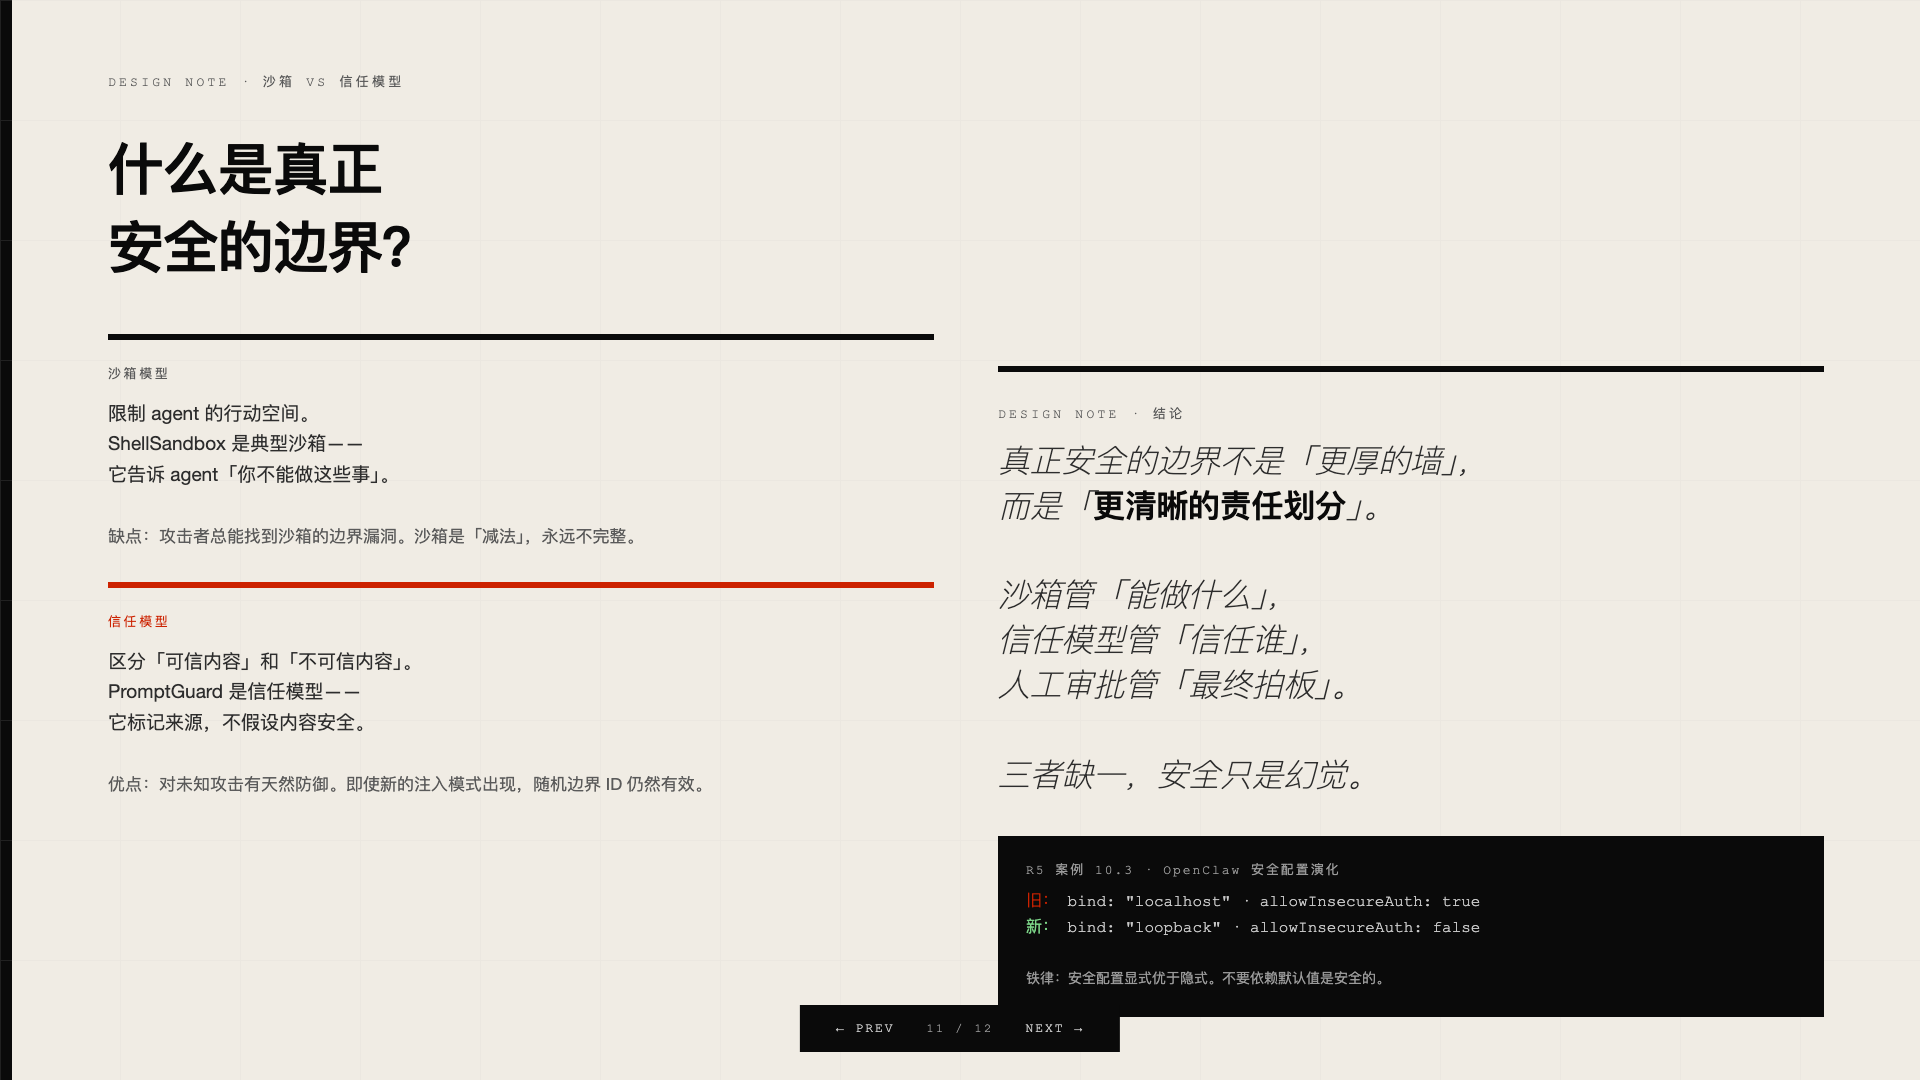 DESIGN NOTE · 沙箱 VS 信任模型
什么是真正
安全的边界?
沙箱模型
限制 agent 的行动空间。
ShellSandbox 是典型沙箱——
它告诉 agent「你不能做这些事」。
缺点：攻击者总能找到沙箱的边界漏洞。沙箱是「减法」，永远不完整。
信任模型
区分「可信内容」和「不可信内容」。
PromptGuard 是信任模型——
它标记来源，不假设内容安全。
优点：对未知攻击有天然防御。即使新的注入模式出现，随机边界 ID 仍然有效。
DESIGN NOTE · 结论
真正安全的边界不是「更厚的墙」，
而是「更清晰的责任划分」。
沙箱管「能做什么」，
信任模型管「信任谁」，
人工审批管「最终拍板」。
三者缺一，安全只是幻觉。
R5 案例 10.3 · OpenClaw 安全配置演化
旧： bind: "localhost" · allowInsecureAuth: true
新： bind: "loopback" · allowInsecureAuth: false
铁律：安全配置显式优于隐式。不要依赖默认值是安全的。
← PREV 11 / 12 NEXT →